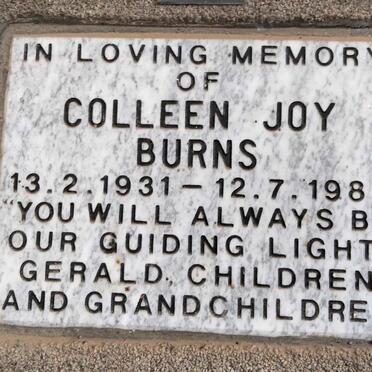 IN LOVING MEMORY
OF
COLLEEN JOY
BURNS
13.2.1931 – 12.7.198
"YOU WILL ALWAYS B
OUR GUIDING LIGHT
GERALD. CHILDREN
AND GRANDCHILDRE